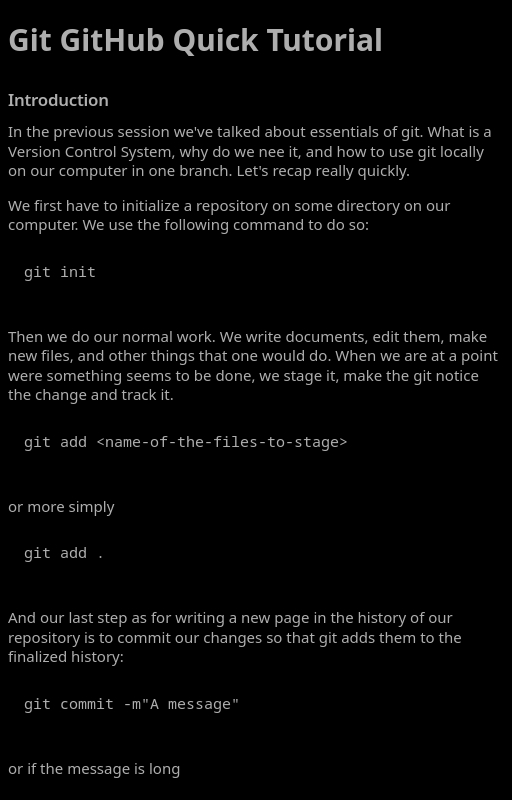 Git GitHub Quick Tutorial
Introduction
In the previous session we've talked about essentials of git. What is a
Version Control System, why do we nee it, and how to use git locally
on our computer in one branch. Let's recap really quickly.
We first have to initialize a repository on some directory on our
computer. We use the following command to do so:
git init
Then we do our normal work. We write documents, edit them, make
new files, and other things that one would do. When we are at a point
were something seems to be done, we stage it, make the git notice
the change and track it.
git add <name-of-the-files-to-stage>
or more simply
git add .
And our last step as for writing a new page in the history of our
repository is to commit our changes so that git adds them to the
finalized history:
git commit -m"A message"
or if the message is long